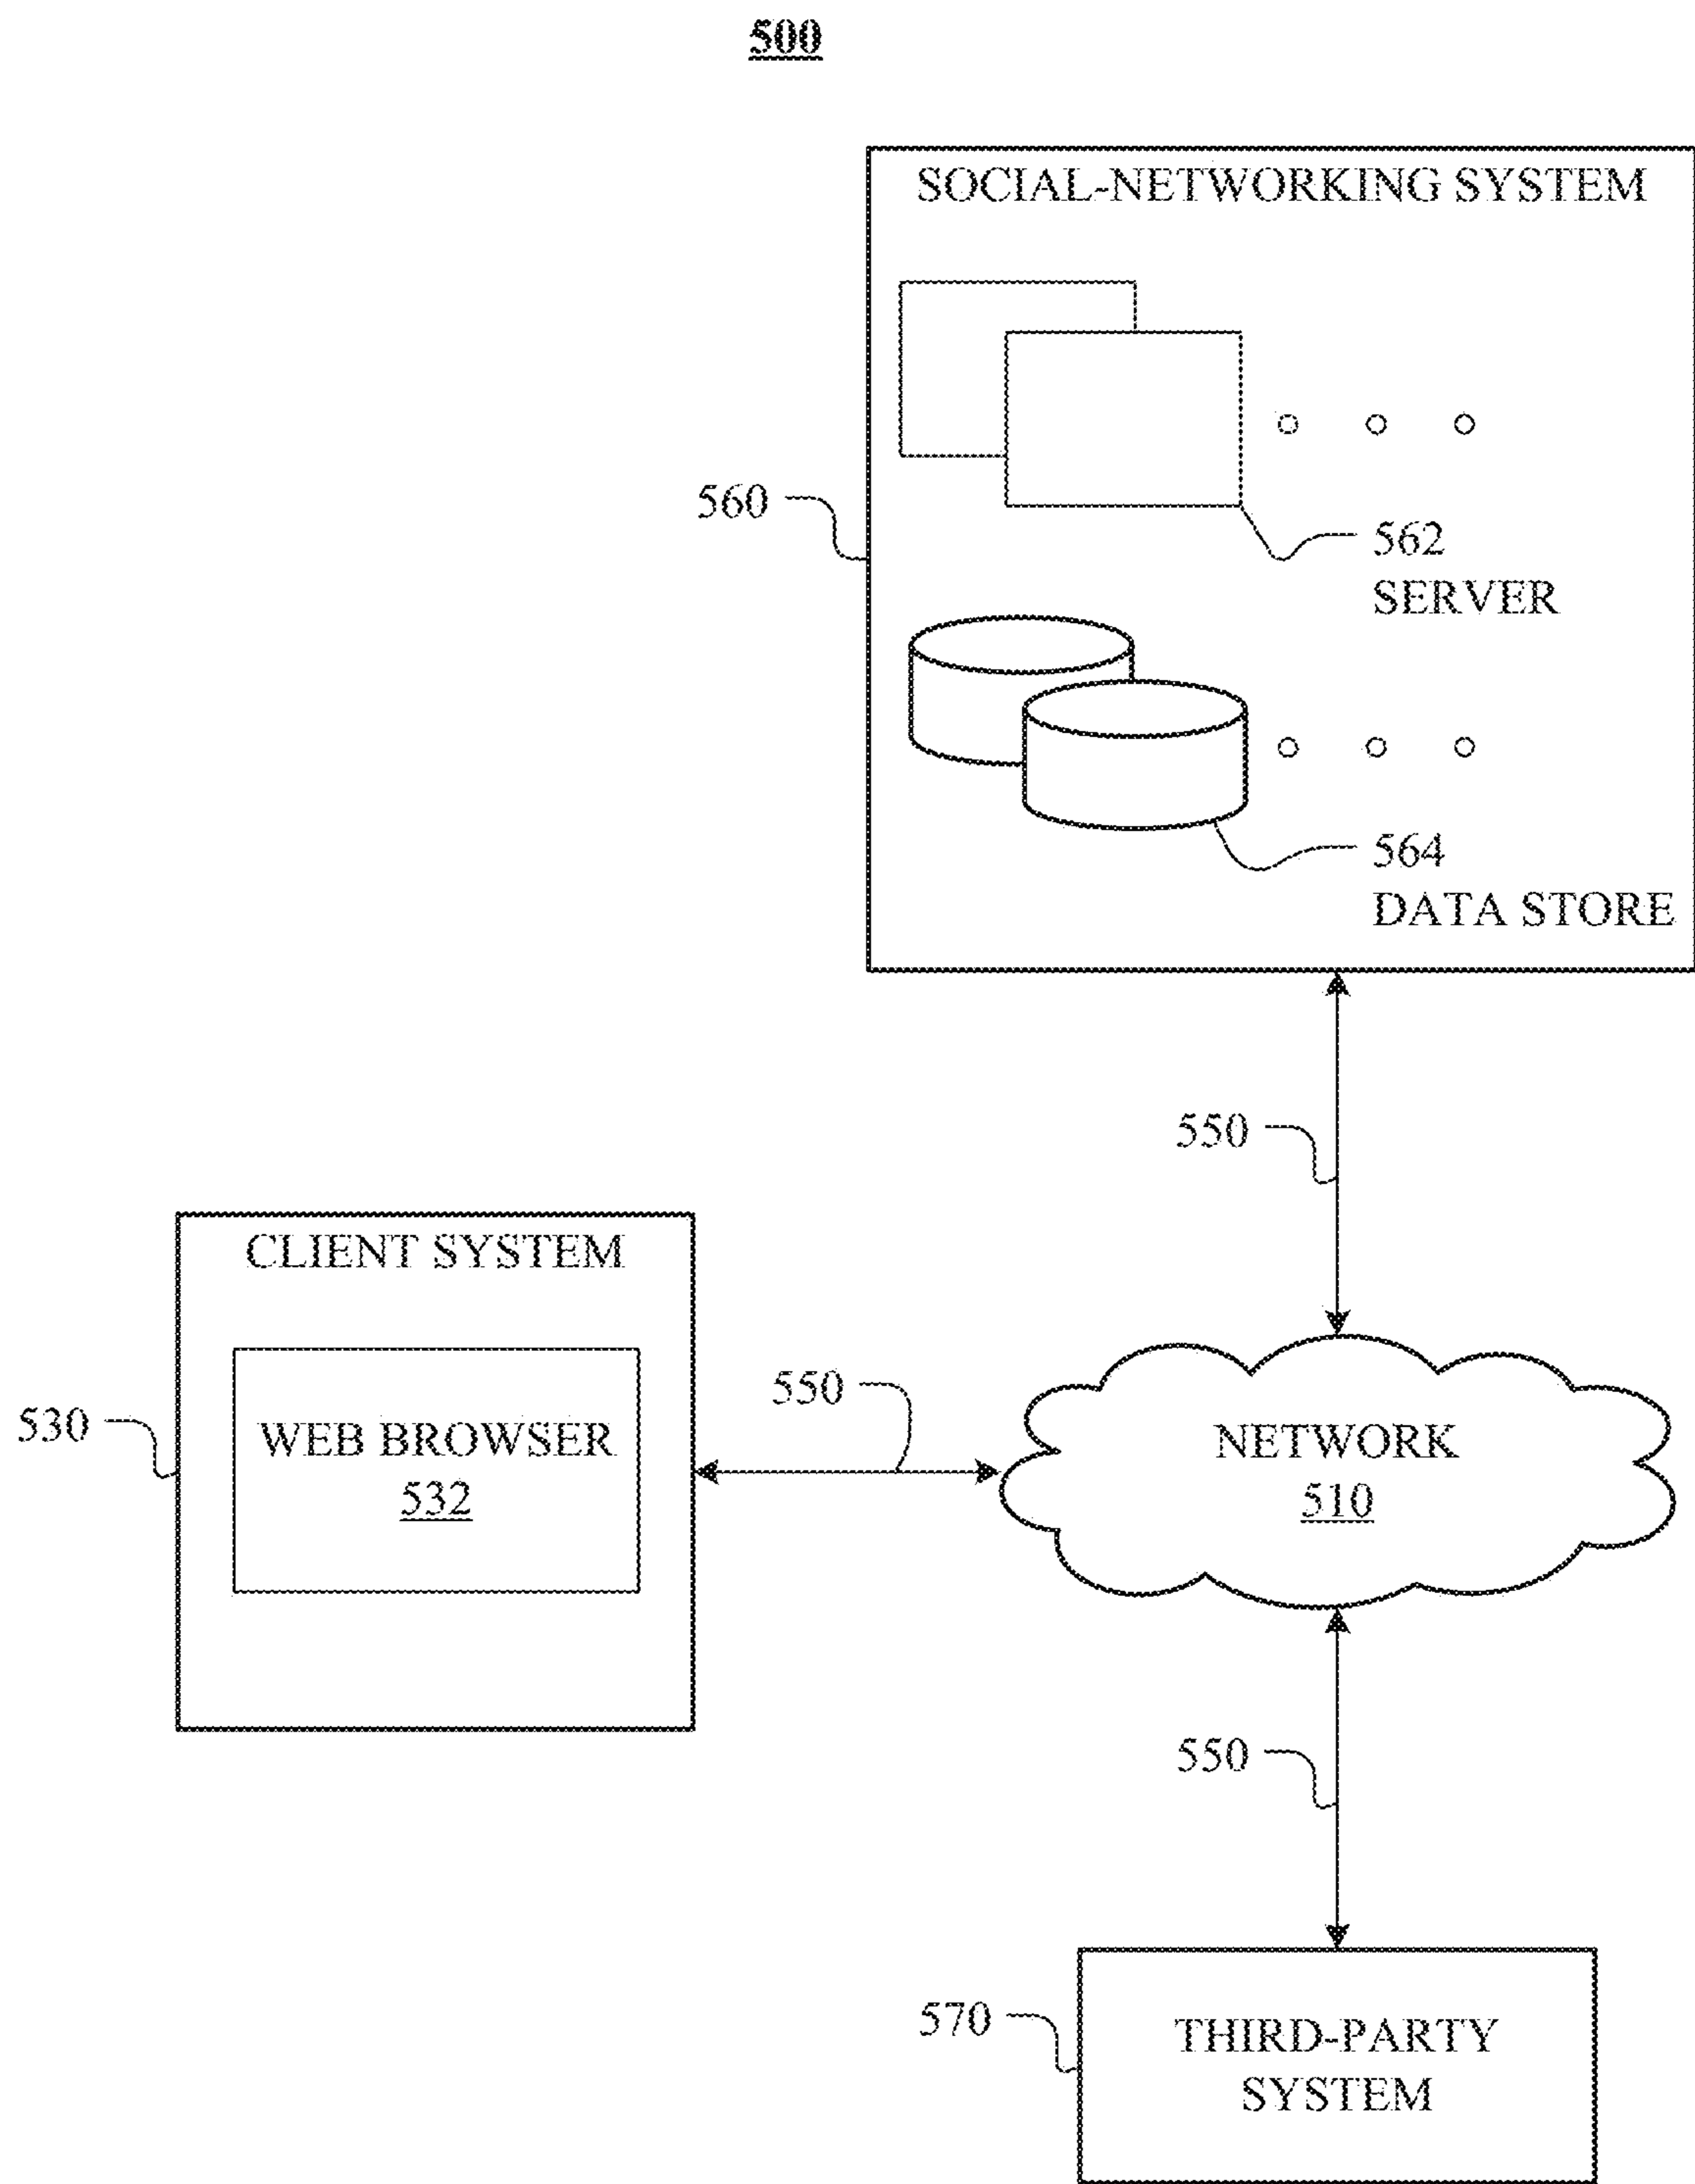 500
SOCIAL-NETWORKING SYSTEM
560
562
SERVER
564
DATA STORE
550
CLIENT SYSTEM
530
WEB BROWSER
532
550
NETWORK
510
550
570
THIRD-PARTY
SYSTEM